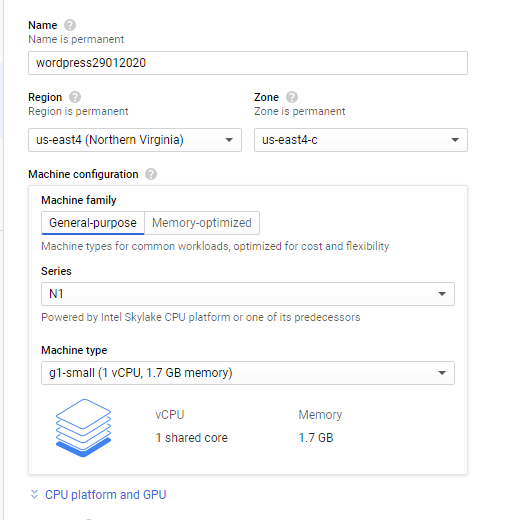 Name
Name is permanent
wordpress29012020
Region
Region is permanent
Zone
Zone is permanent
us-east4 (Northern Virginia)
us-east4-c
Machine configuration
Machine family
General-purpose
Memory-optimized
Machine types for common workloads, optimized for cost and flexibility
Series
N1
Powered by Intel Skylake CPU platform or one of its predecessors
Machine type
g1-small (1 vCPU, 1.7 GB memory)
vCPU
Memory
1 shared core
1.7 GB
CPU platform and GPU